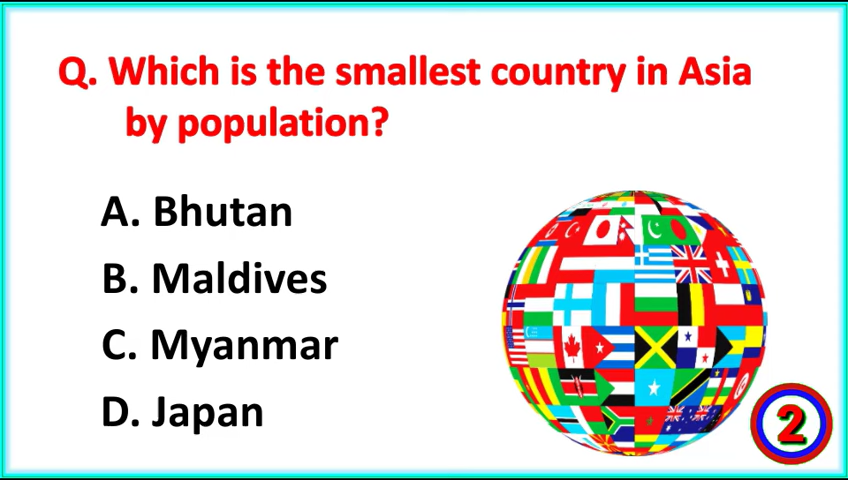 Q. Which is the smallest country in Asia
by population?
A. Bhutan
B. Maldives
C. Myanmar
D. Japan
2